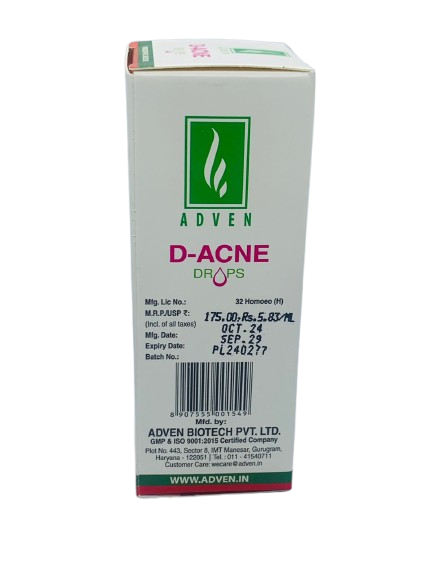 ADVEN
D-ACNE
DROPS
Mfg. Lic No.: 32 Homoeo (H)
M.R.P./USP ₹: 175.00,Rs.5.83/ML
(Incl. of all taxes)
Mfg. Date: OCT.24
Expiry Date: SEP.29
Batch No.: PL240277
8 907535 001549
Mfd. by:
ADVEN BIOTECH PVT. LTD.
GMP & ISO 9001:2015 Certified Company
Plot No. 443, Sector 8, IMT Manesar, Gurugram,
Haryana - 122051 | Tel. : 011 - 41540711
Customer Care: wecare@adven.in
WWW.ADVEN.IN